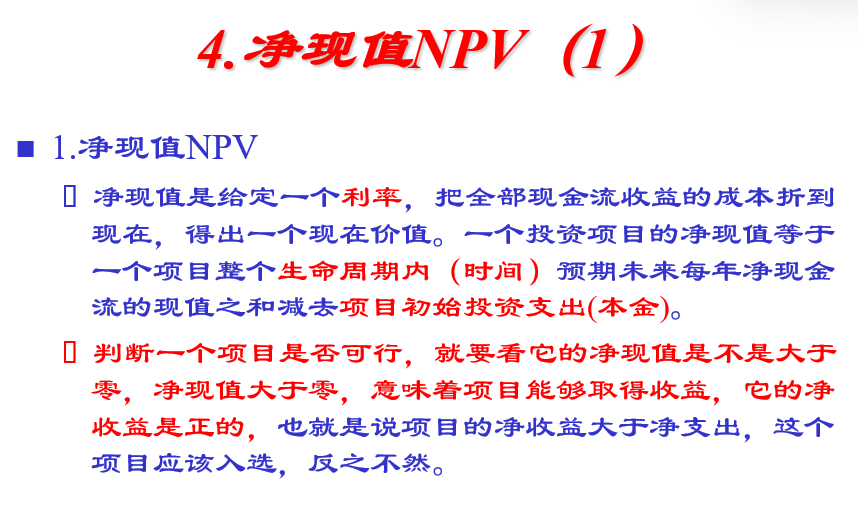 4.净现值NPV（1）
■ 1.净现值NPV
▯ 净现值是给定一个利率，把全部现金流收益的成本折到
现在，得出一个现在价值。一个投资项目的净现值等于
一个项目整个生命周期内（时间）预期未来每年净现金
流的现值之和减去项目初始投资支出(本金)。
▯ 判断一个项目是否可行，就要看它的净现值是不是大于
零，净现值大于零，意味着项目能够取得收益，它的净
收益是正的，也就是说项目的净收益大于净支出，这个
项目应该入选，反之不然。